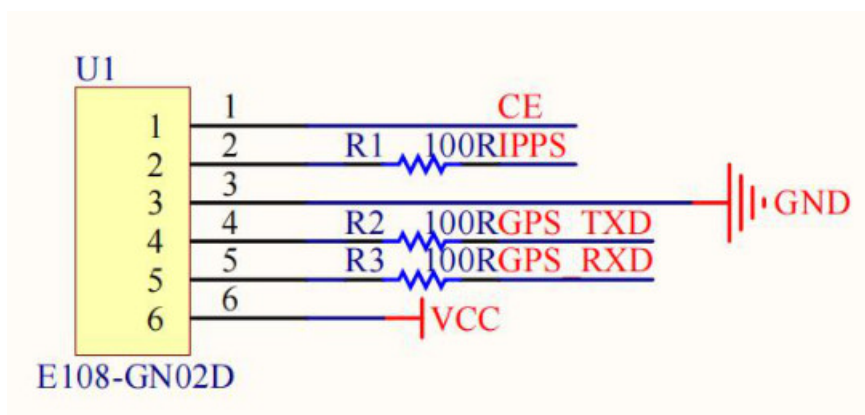 U1
1 1 CE
2 2 R1 100R IPPS
3 3 GND
4 4 R2 100R GPS_TXD
5 5 R3 100R GPS_RXD
6 6 VCC
E108-GN02D